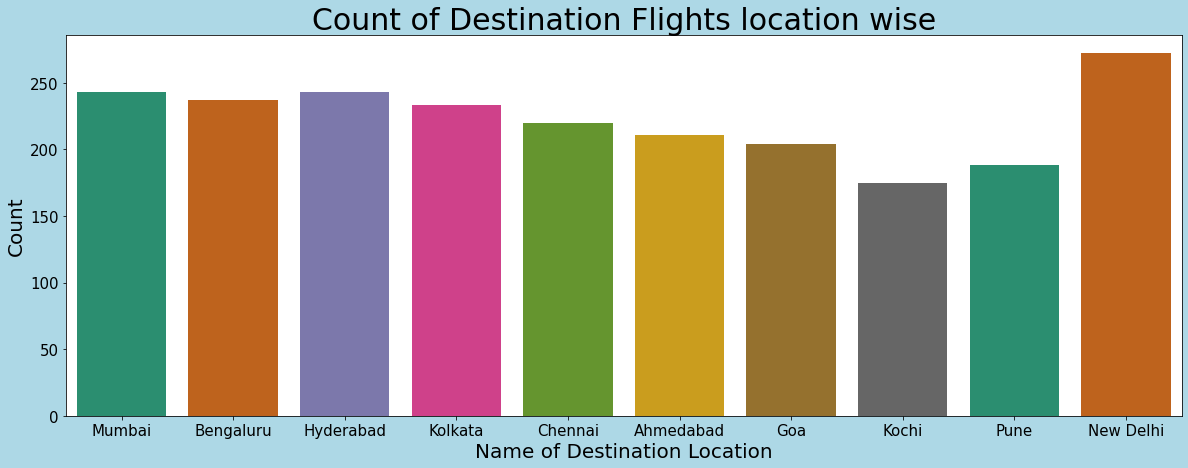 Count of Destination Flights location wise
Count
250
200
150
100
50
0
Mumbai Bengaluru Hyderabad Kolkata Chennai Ahmedabad Goa Kochi Pune New Delhi
Name of Destination Location